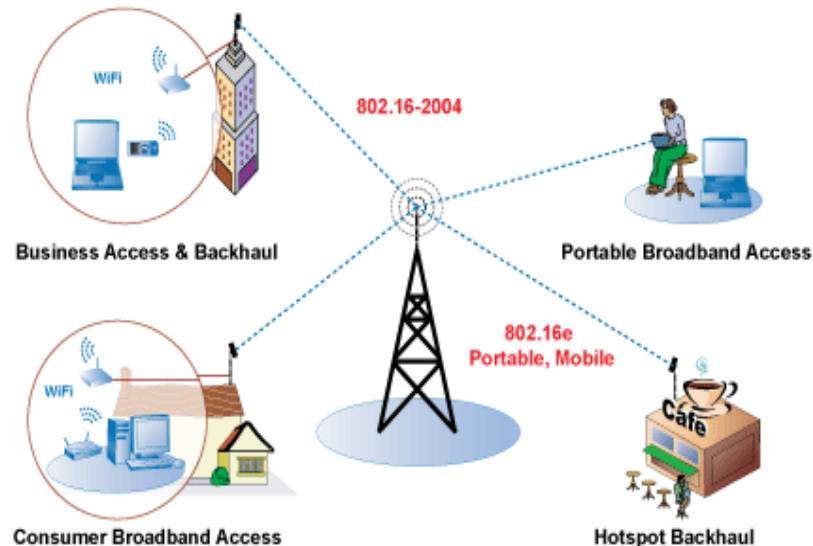 WiFi
802.16-2004
Business Access & Backhaul
Portable Broadband Access
802.16e
Portable, Mobile
WiFi
Cafe
Consumer Broadband Access
Hotspot Backhaul